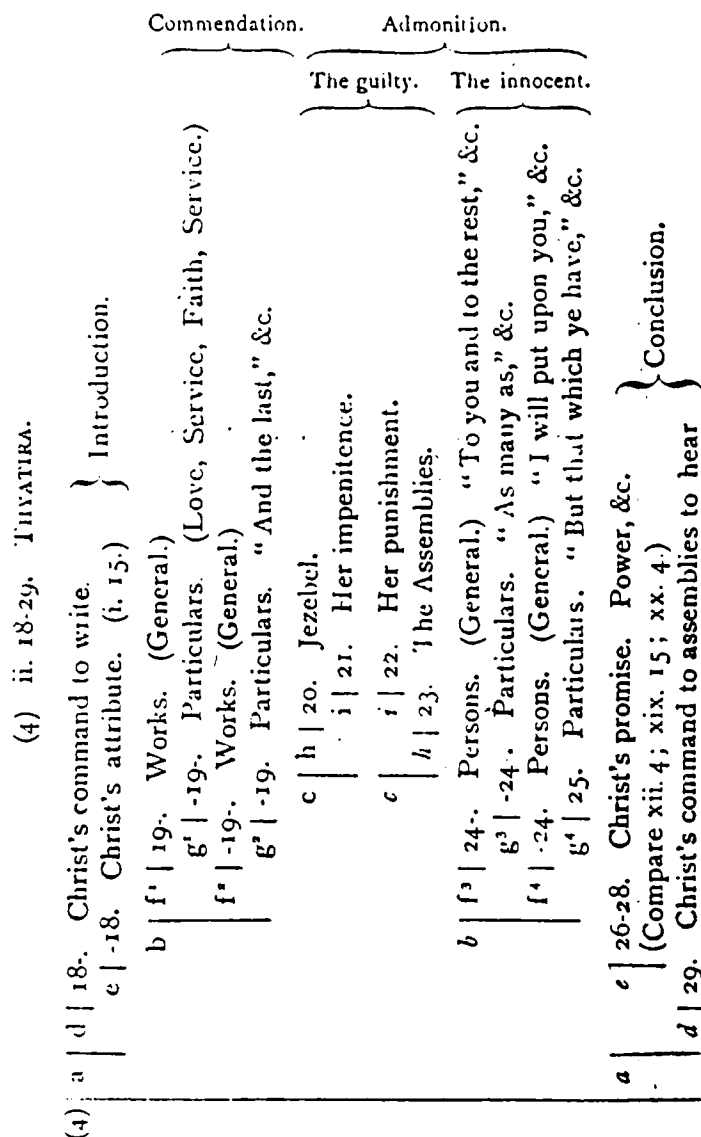 (4) ii. 18-29. THYATIRA.
(4) a | d | 18-. Christ's command to write. } Introduction.
e | -18. Christ's attribute. (i. 15.)
b | f¹ | 19-. Works. (General.) } Commendation.
g¹ | -19-. Particulars. (Love, Service, Faith, Service.)
f² | -19-. Works. (General.)
g² | -19. Particulars. "And the last," &c.
c | h | 20. Jezebel. } The guilty. } Admonition.
i | 21. Her impenitence.
c | i | 22. Her punishment.
h | 23. The Assemblies.
b | f³ | 24-. Persons. (General.) "To you and to the rest," &c. } The innocent.
g³ | -24-. Particulars. "As many as," &c.
f⁴ | -24. Persons. (General.) "I will put upon you," &c.
g⁴ | 25. Particulars. "But that which ye have," &c.
a | e | 26-28. Christ's promise. Power, &c. } Conclusion.
(Compare xii. 4; xix. 15; xx. 4.)
d | 29. Christ's command to assemblies to hear